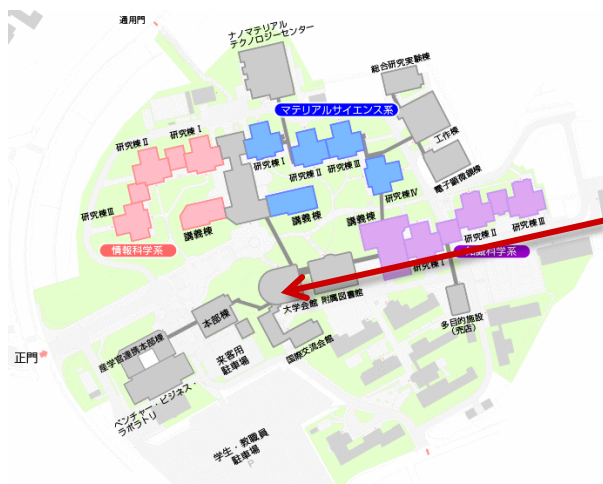 通用門
ナノマテリアル
テクノロジーセンター
総合研究実験棟
マテリアルサイエンス系
研究棟Ⅱ
研究棟Ⅰ
研究棟Ⅰ
研究棟Ⅱ
研究棟Ⅲ
工作棟
電子顕微鏡棟
研究棟Ⅲ
研究棟Ⅳ
講義棟
講義棟
講義棟
情報科学系
研究棟Ⅰ
研究棟Ⅱ
研究棟Ⅲ
識科学系
大学会館
附属図書館
本部棟
多目的施設
(売店)
国際交流会館
来客用
駐車場
産学官連携本部棟
正門
ベンチャー・ビジネス・
ラボラトリ
学生・教職員
駐車場
P